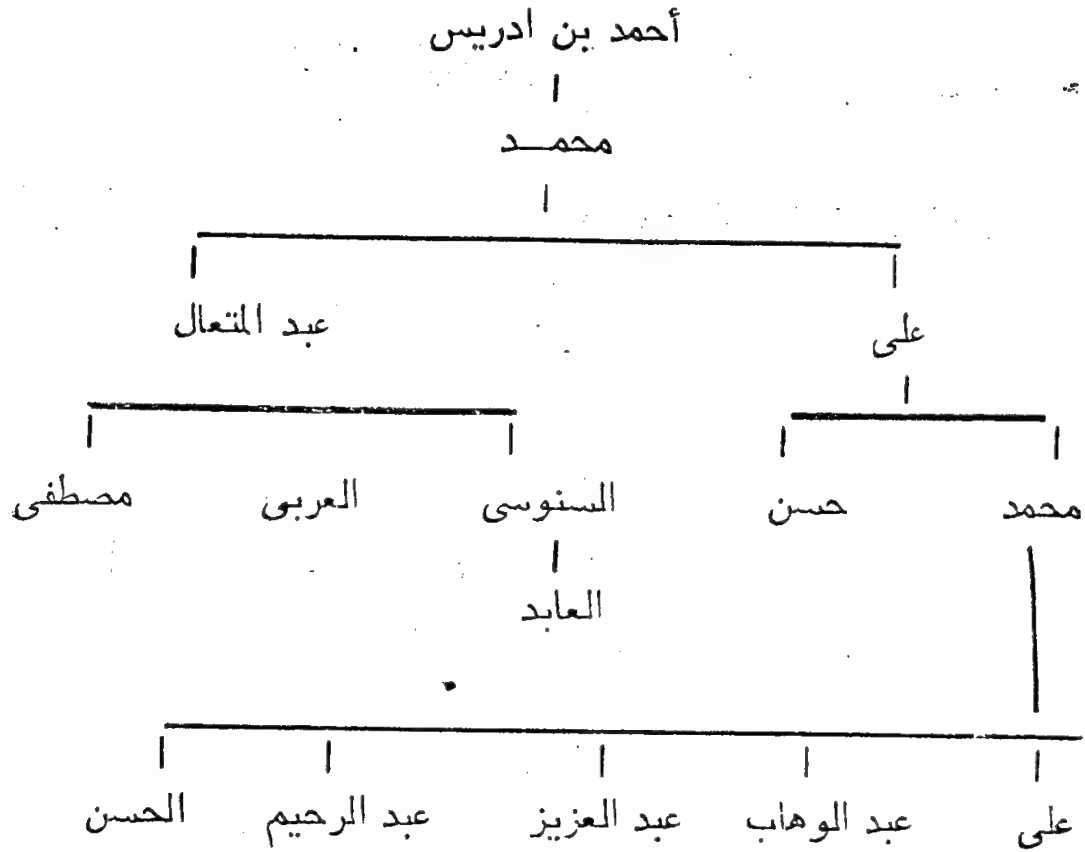 أحمد بن ادريس
محمـد
على
عبد المتعال
محمد
حسن
السنوسى
العربى
مصطفى
العابد
على
عبد الوهاب
عبد العزيز
عبد الرحيم
الحسن